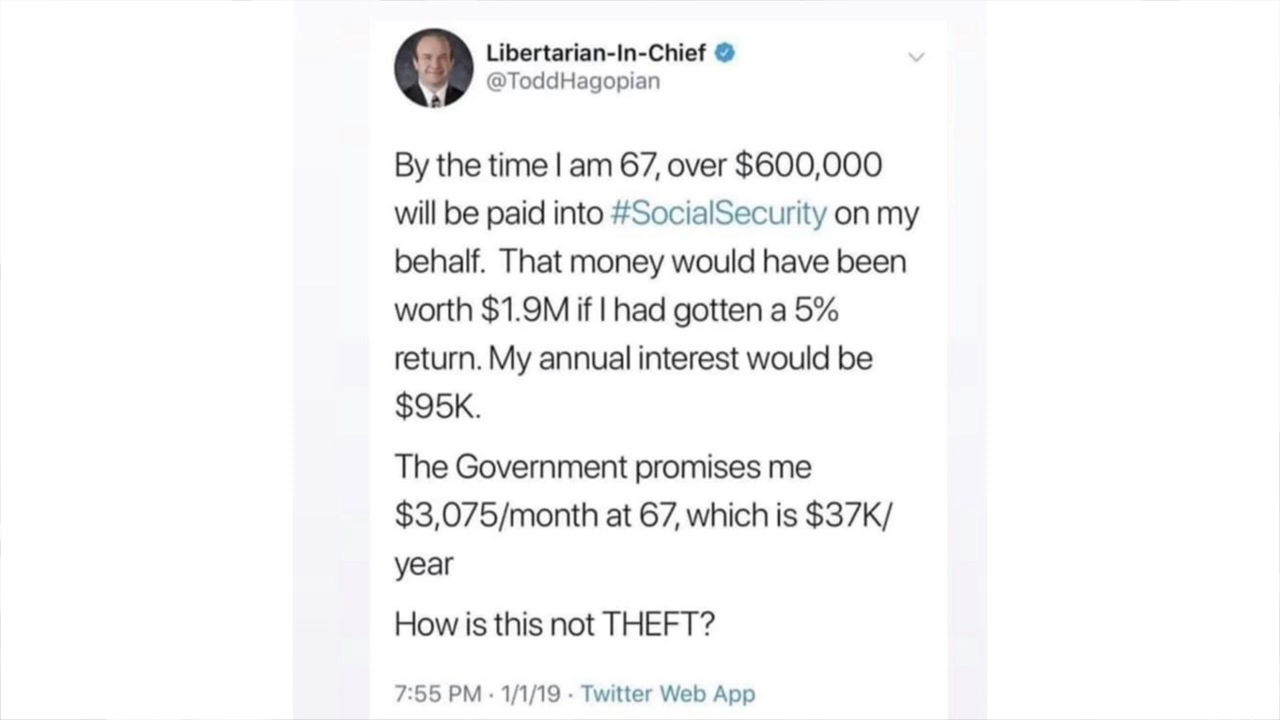 Libertarian-In-Chief
@ToddHagopian
By the time I am 67, over $600,000
will be paid into #SocialSecurity on my
behalf. That money would have been
worth $1.9M if I had gotten a 5%
return. My annual interest would be
$95K.
The Government promises me
$3,075/month at 67, which is $37K/
year
How is this not THEFT?
7:55 PM · 1/1/19 · Twitter Web App